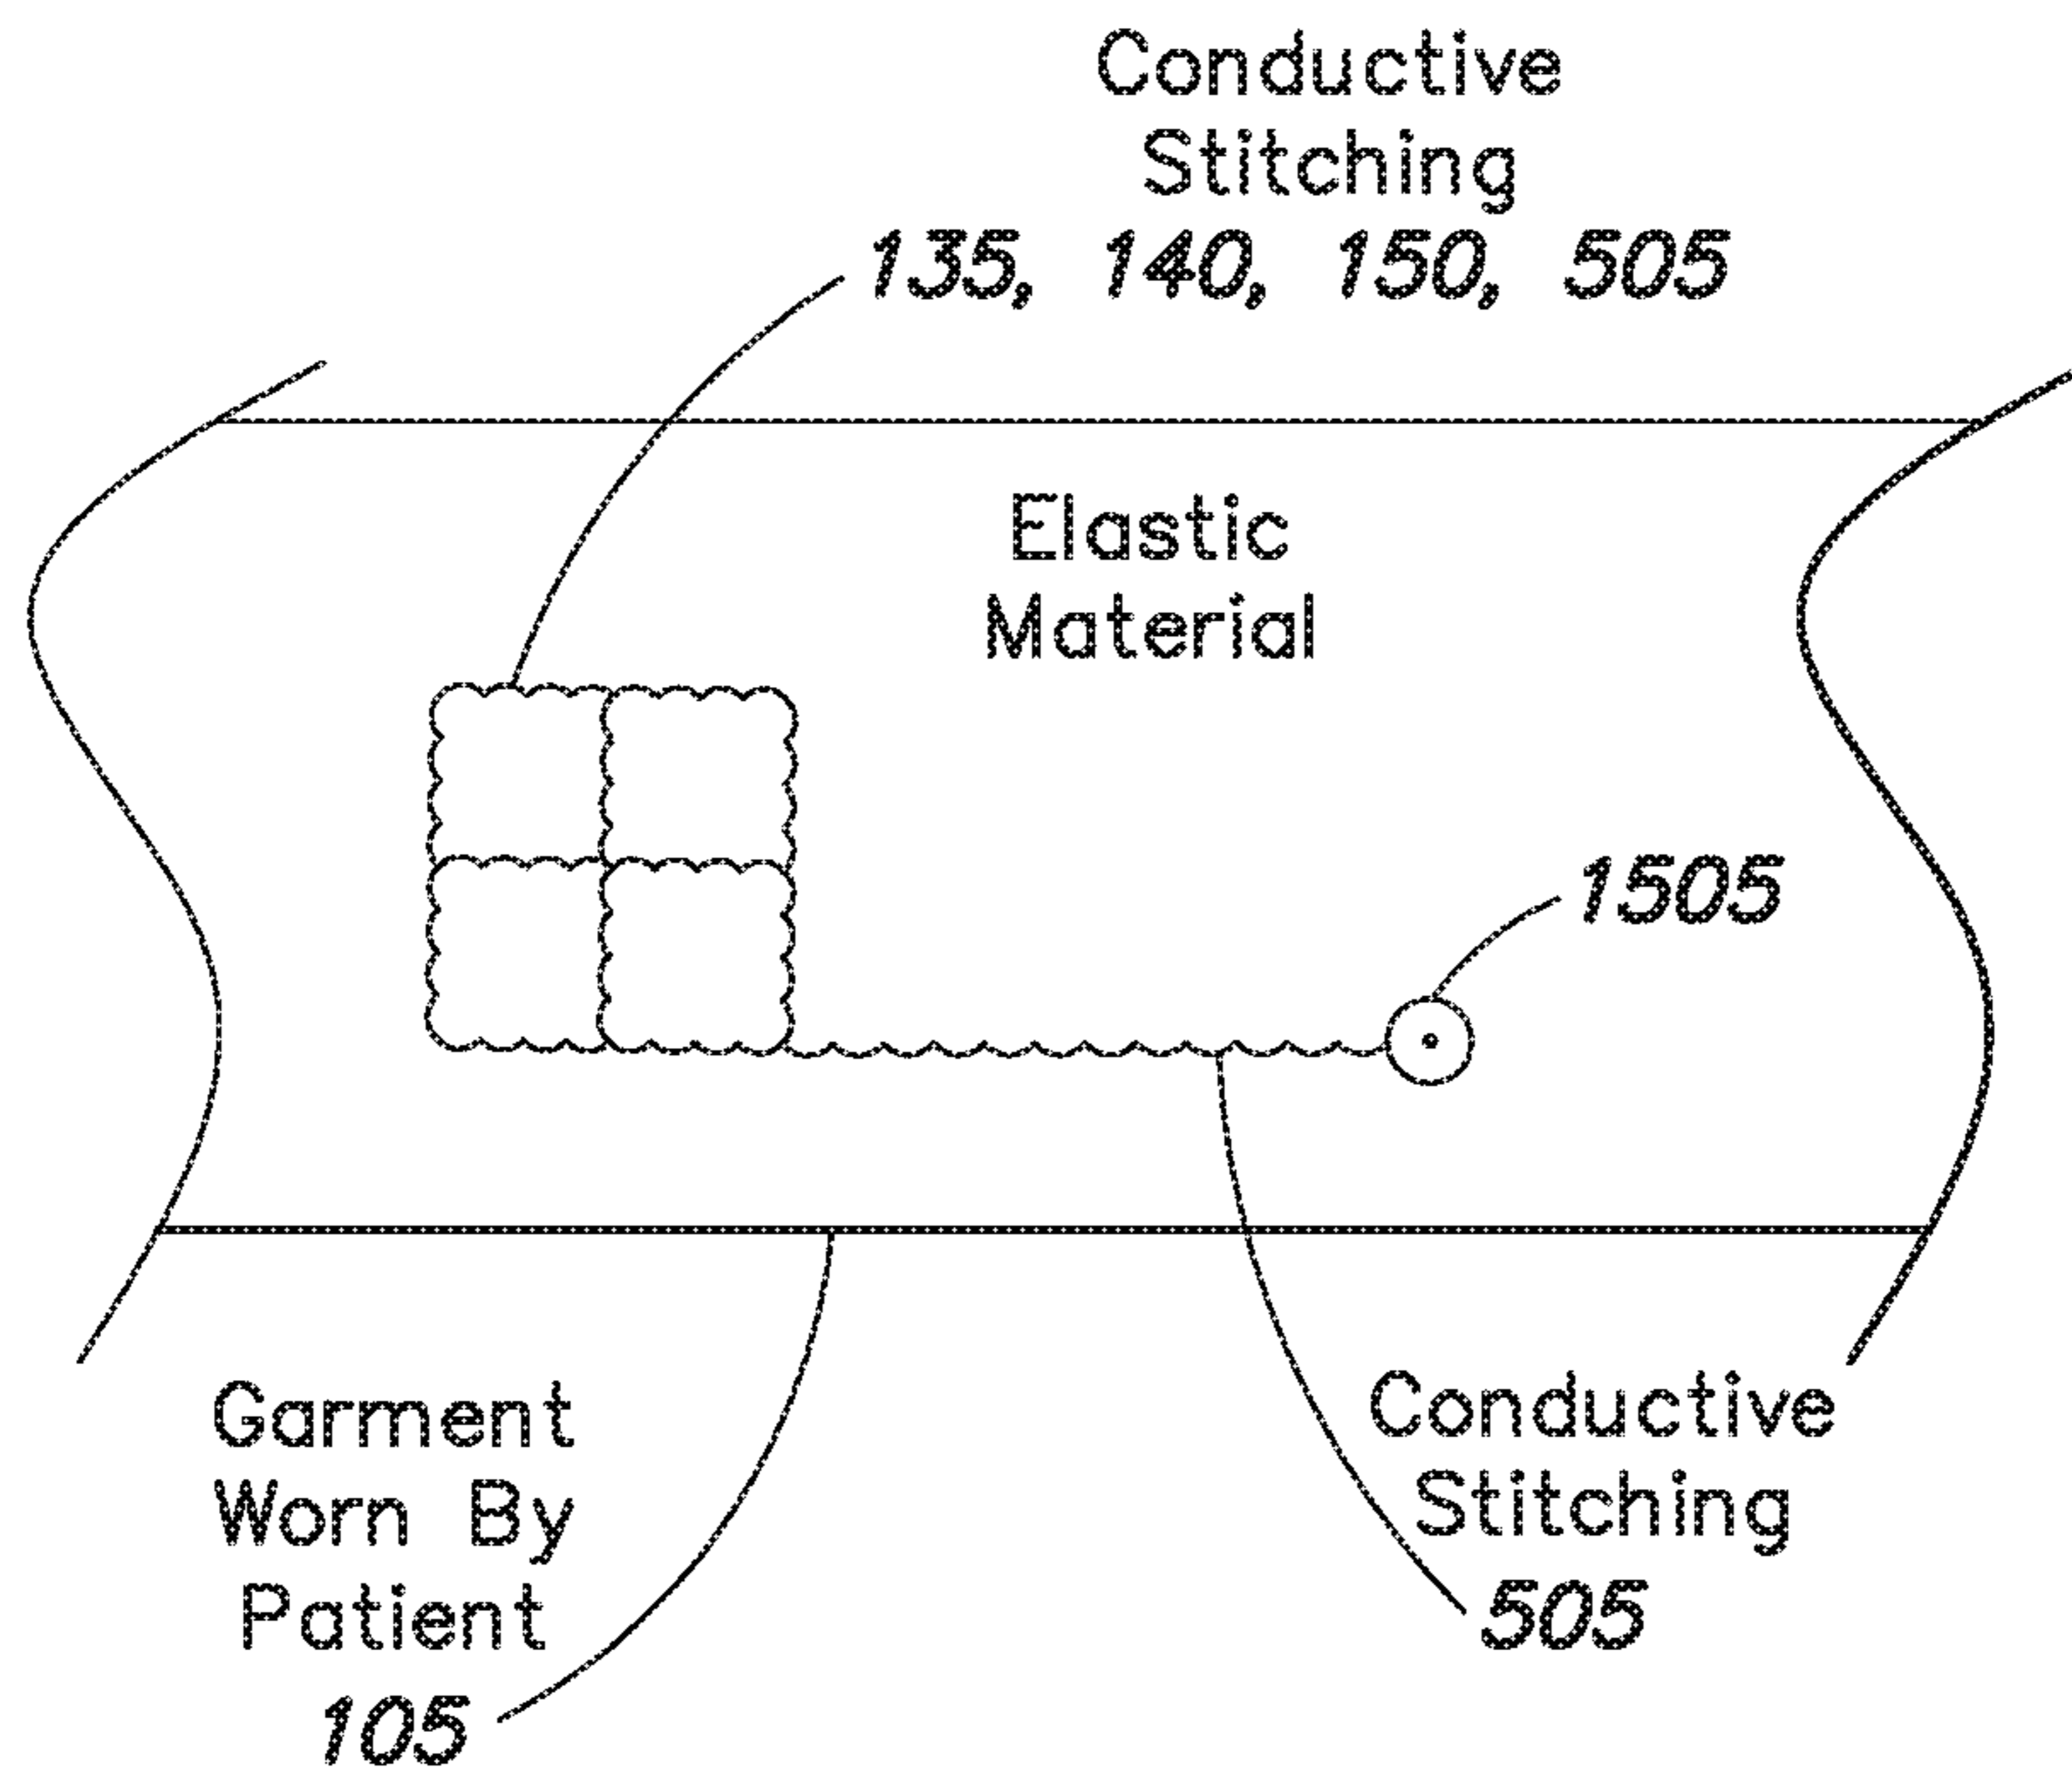 Conductive
Stitching
135, 140, 150, 505
Elastic
Material
1505
Garment
Worn By
Patient
105
Conductive
Stitching
505